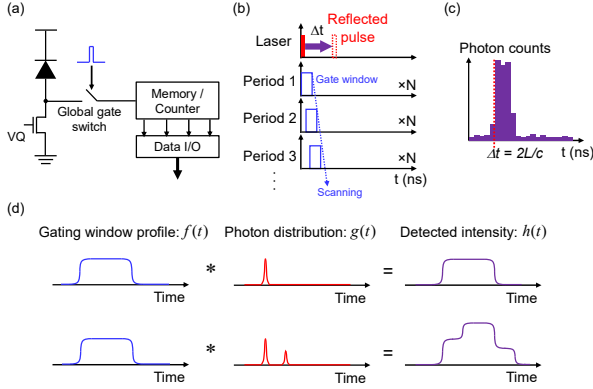 (a)
VQ
Global gate
switch
Memory /
Counter
Data I/O
(b)
Laser
Δt
Reflected
pulse
Period 1
Gate window
×N
Period 2
×N
Period 3
×N
t (ns)
Scanning
(c)
Photon counts
Δt = 2L/c
t (ns)
(d)
Gating window profile: f(t)
Photon distribution: g(t)
Detected intensity: h(t)
* =
Time
Time
Time
* =
Time
Time
Time